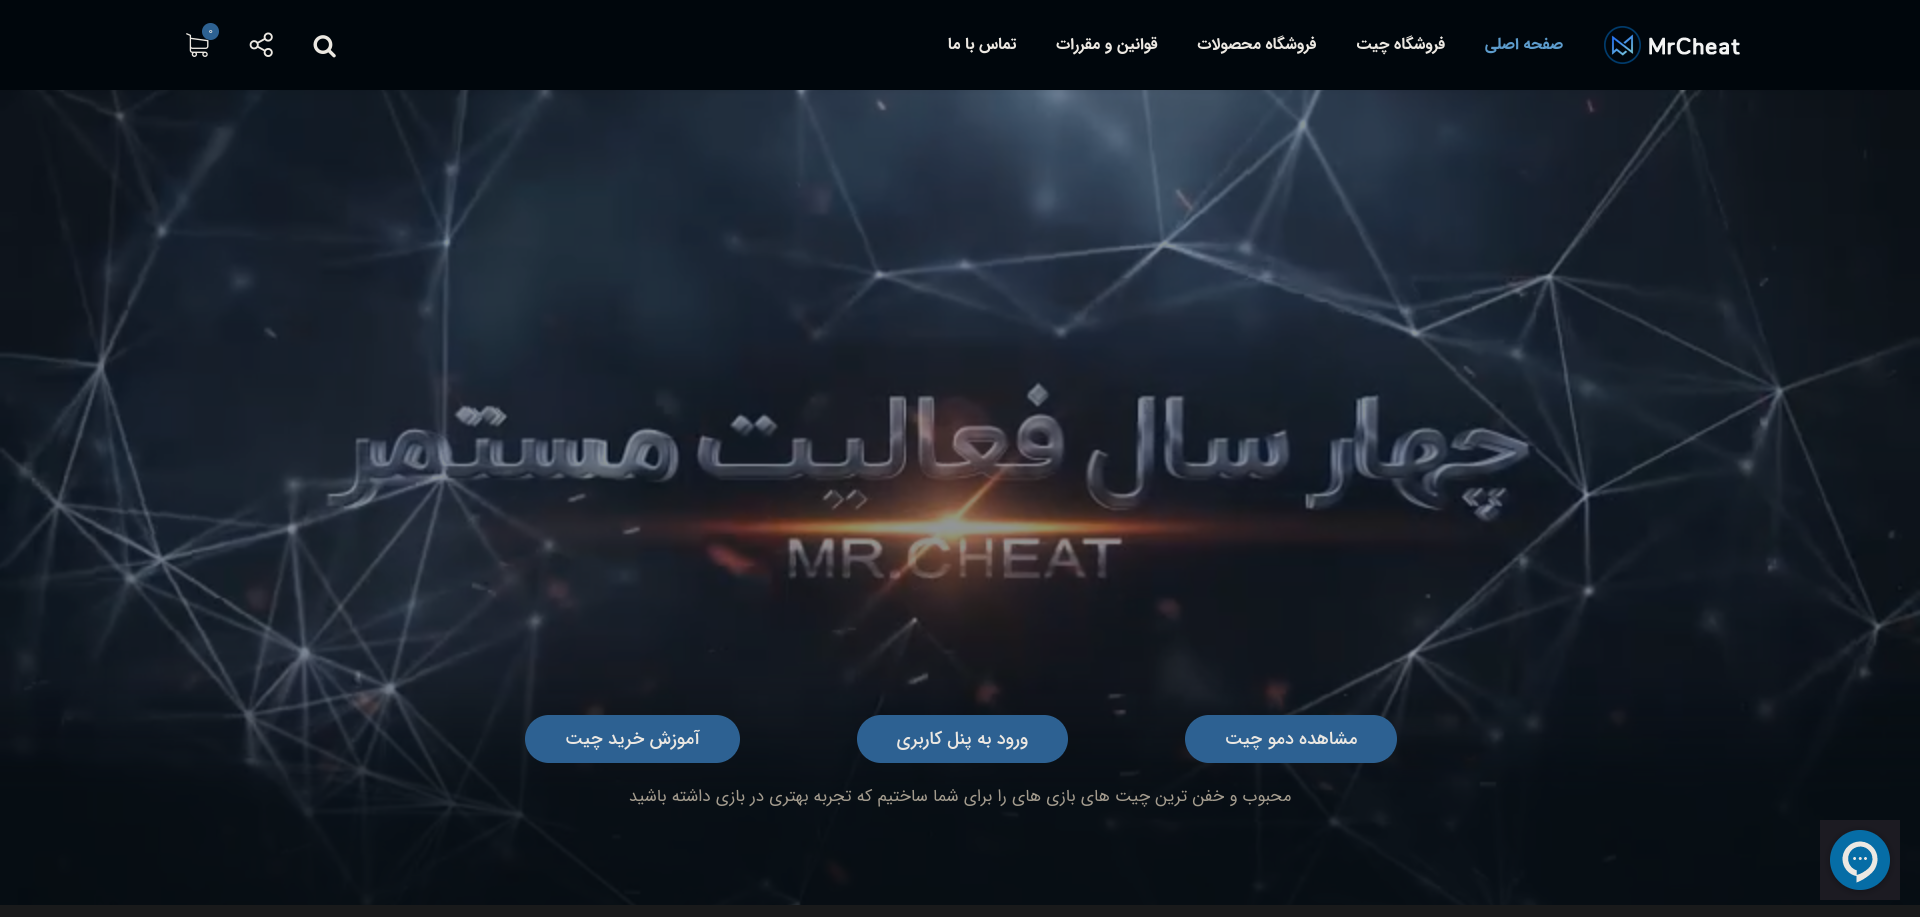 MrCheat
صفحه اصلی
فروشگاه چیت
فروشگاه محصولات
قوانین و مقررات
تماس با ما
۰
چهار سال فعالیت مستمر
MR.CHEAT
مشاهده دمو چیت
ورود به پنل کاربری
آموزش خرید چیت
محبوب و خفن ترین چیت های بازی های را برای شما ساختیم که تجربه بهتری در بازی داشته باشید